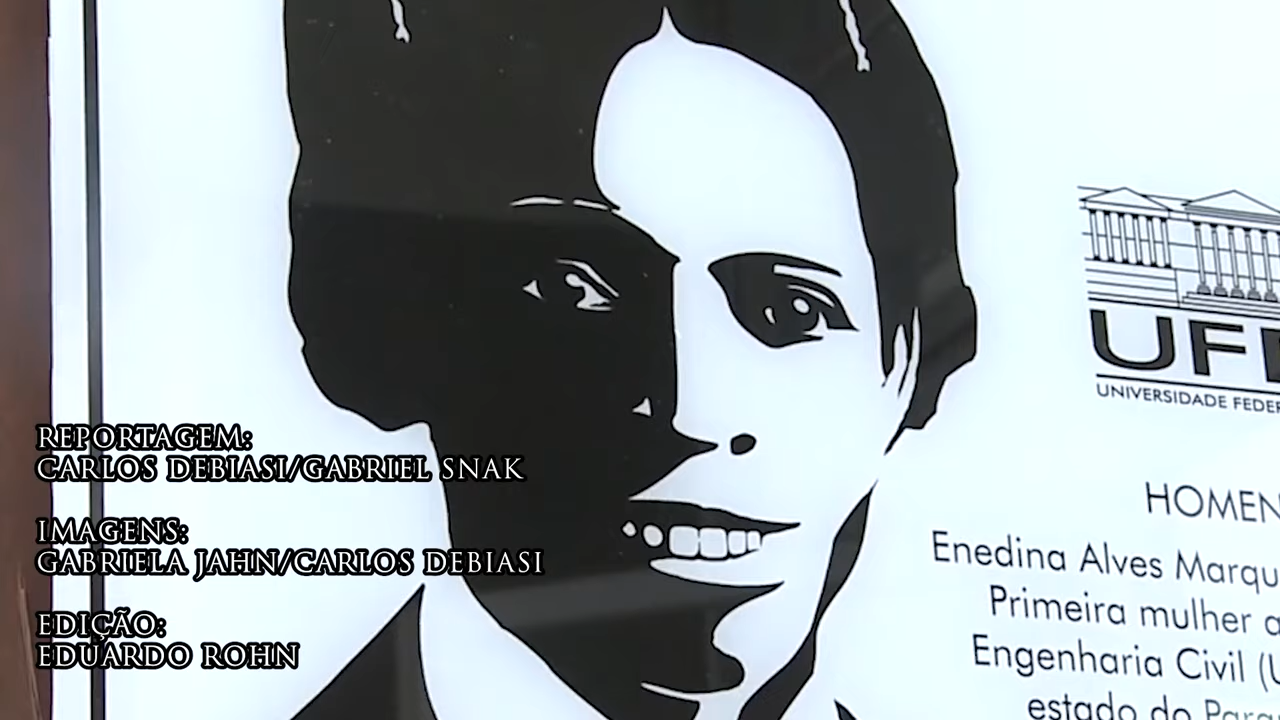 REPORTAGEM:
CARLOS DEBIASI/GABRIEL SNAK
IMAGENS:
GABRIELA JAHN/CARLOS DEBIASI
EDIÇÃO:
EDUARDO ROHN
UF
UNIVERSIDADE FEDER
HOMEN
Enedina Alves Marqu
Primeira mulher a
Engenharia Civil (U
estado do Para